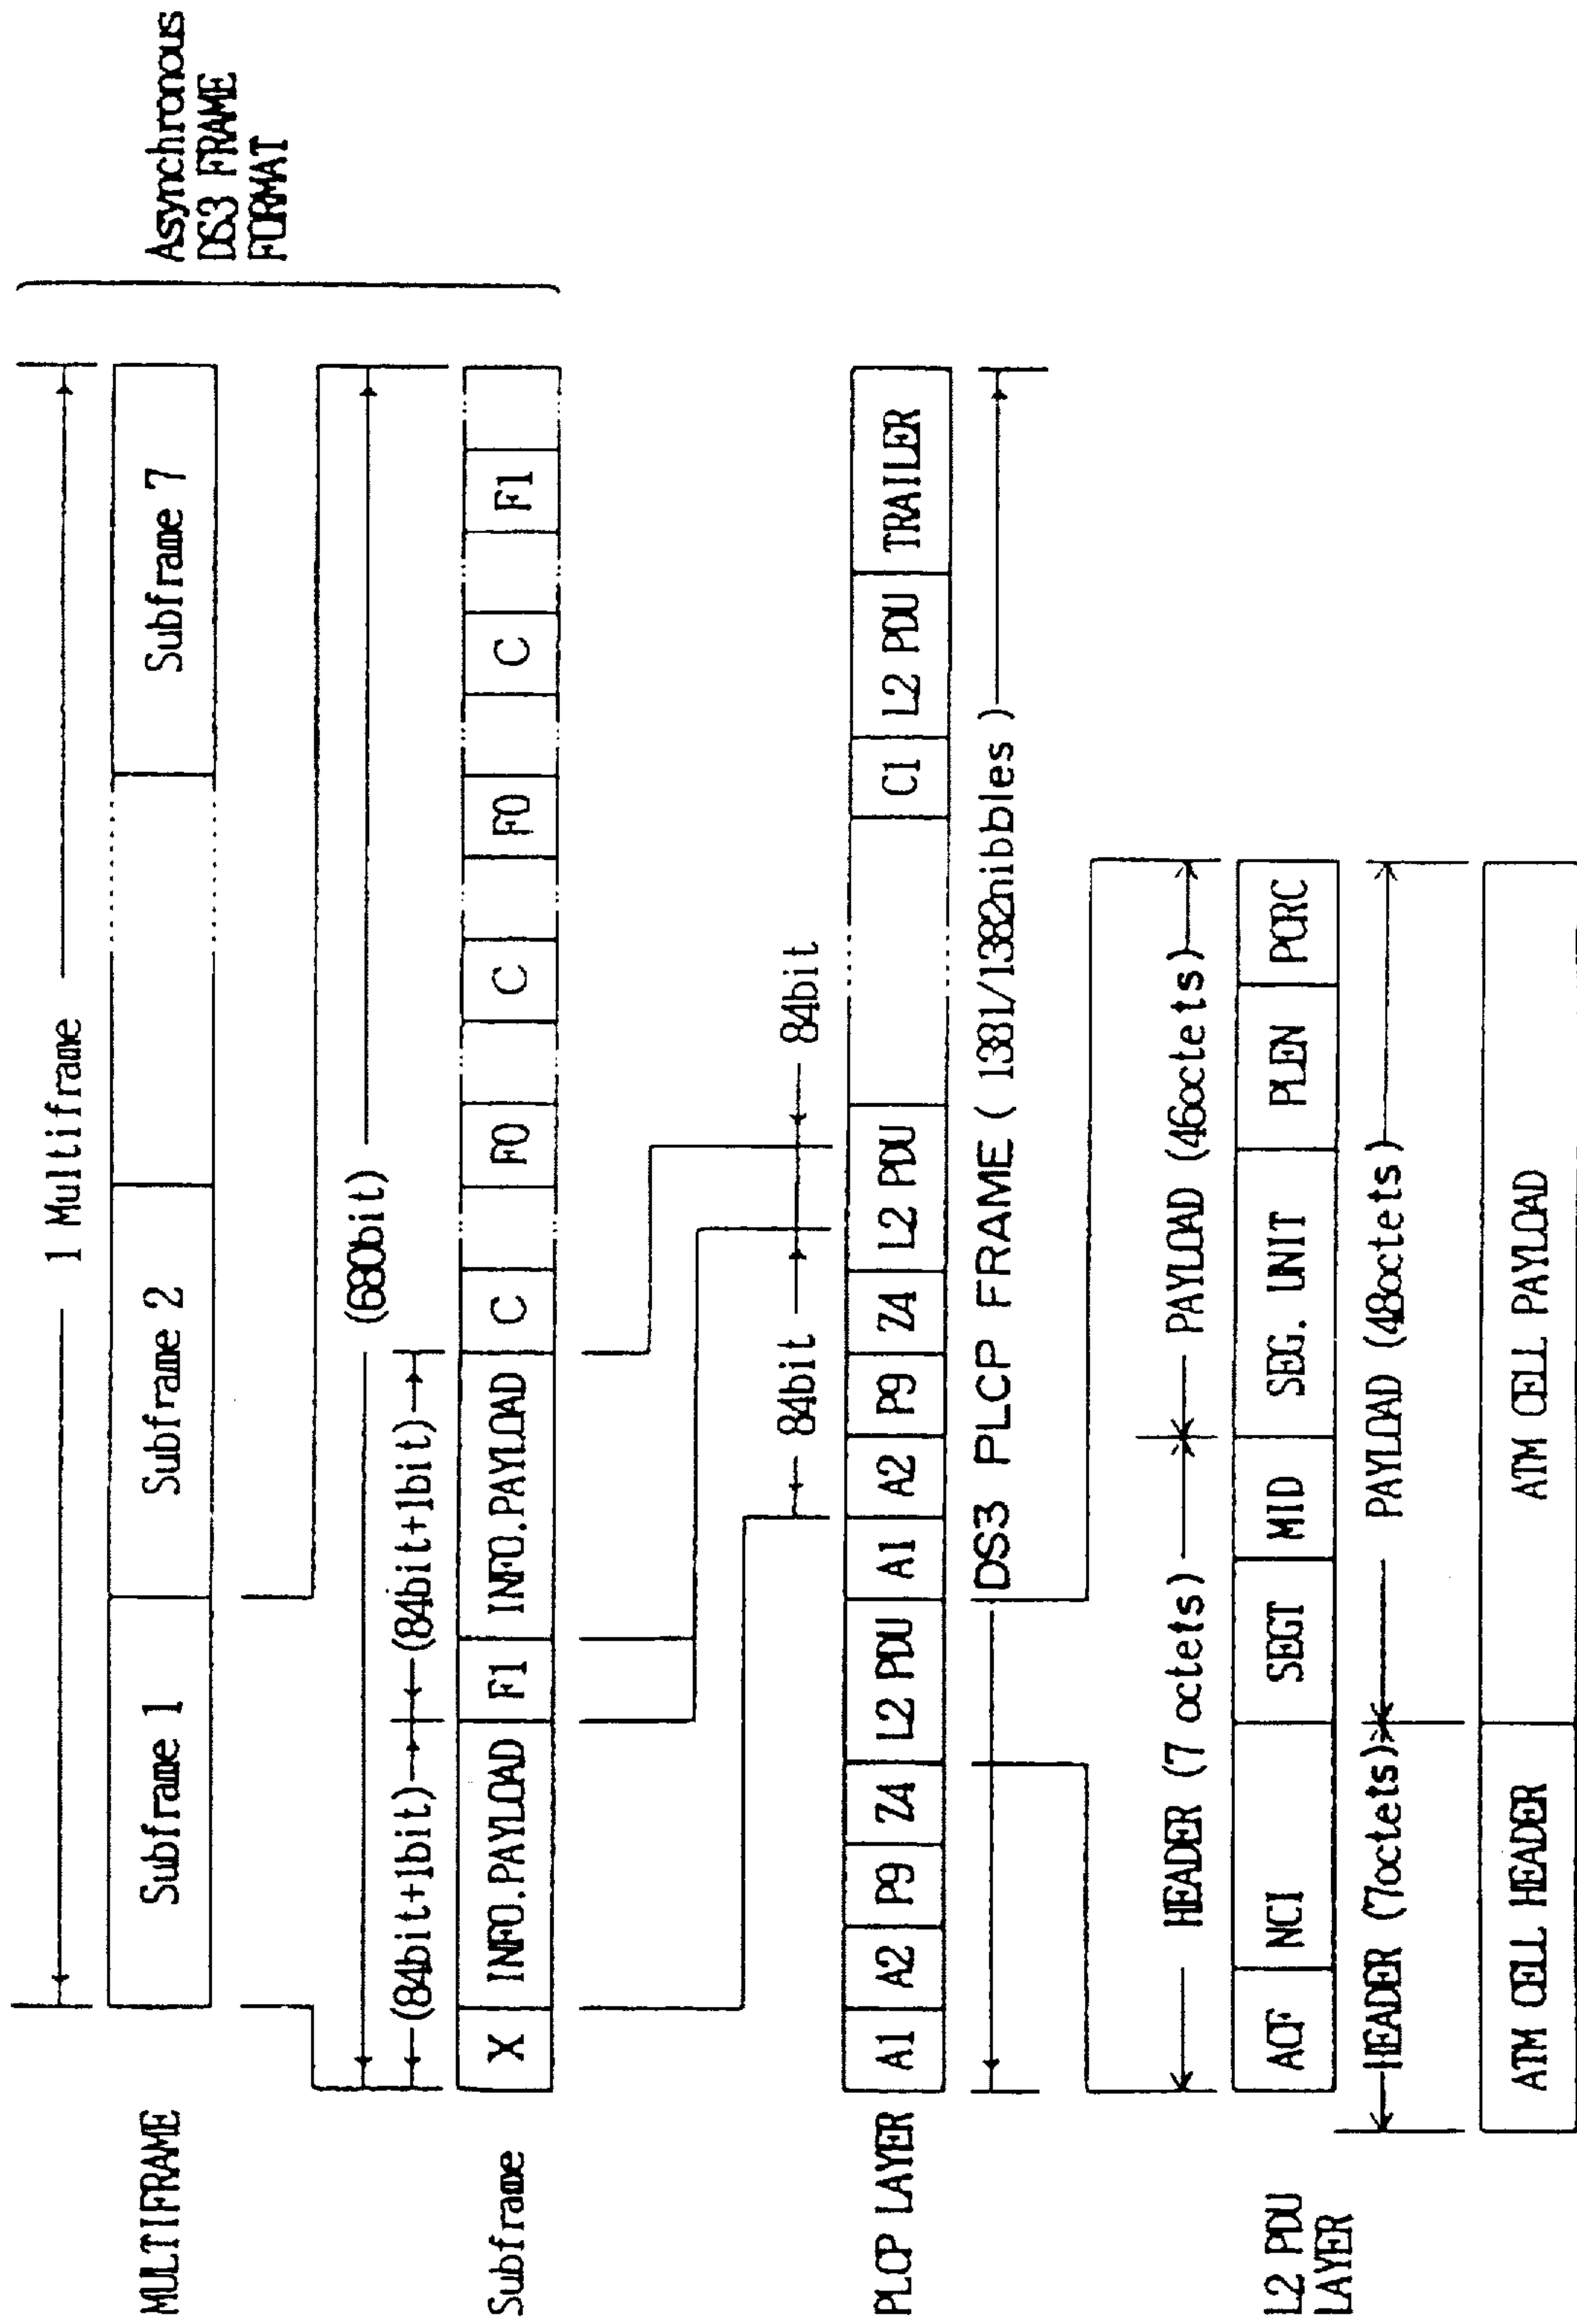 Asynchronous
DS3 FRAME
FORMAT
1 Multiframe
MULTIFRAME
Subframe 1
Subframe 2
Subframe 7
(680bit)
(84bit+1bit)
(84bit+1bit)
Subframe
X
INFO.PAYLOAD
F1
INFO.PAYLOAD
C
F0
C
F0
C
F1
84bit
84bit
PLCP LAYER
A1
A2
P9
Z4
L2 PDU
A1
A2
P9
Z4
L2 PDU
C1
L2 PDU
TRAILER
DS3 PLCP FRAME ( 1381/1382nibbles )
HEADER (7 octets)
PAYLOAD (46octets)
L2 PDU
LAYER
ACF
NCI
SEGT
MID
SEG. UNIT
PLEN
PCRC
HEADER (7octets)
PAYLOAD (48octets)
ATM CELL HEADER
ATM CELL PAYLOAD